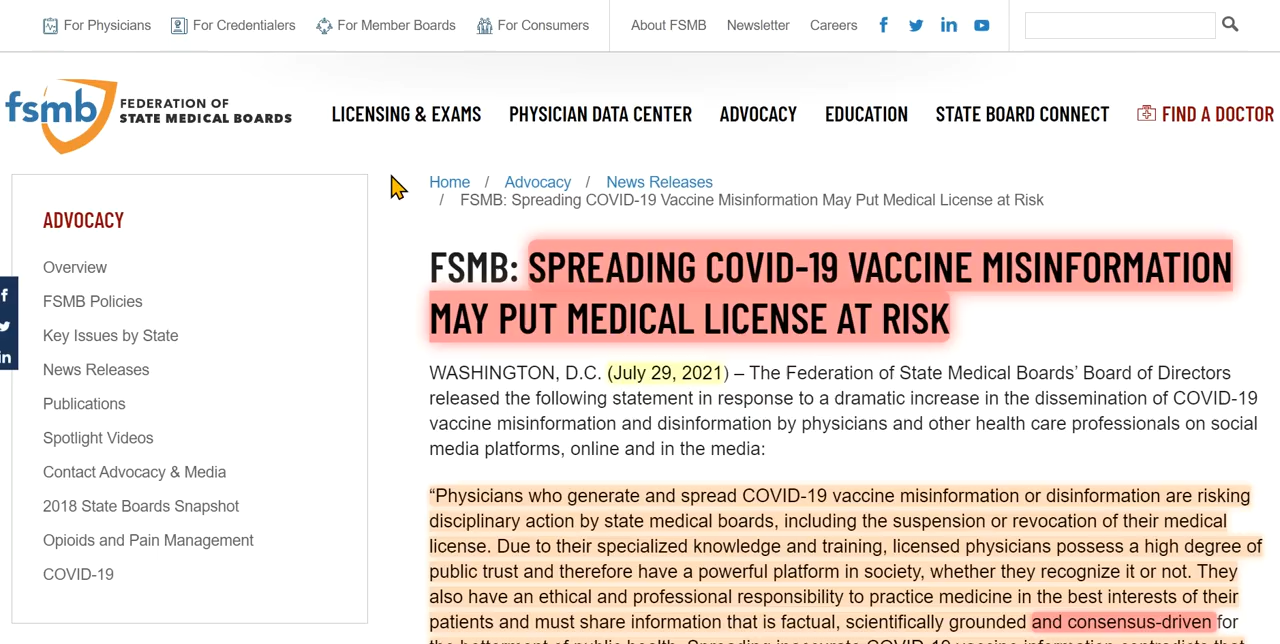 For Physicians For Credentialers For Member Boards For Consumers About FSMB Newsletter Careers
fsmb FEDERATION OF
STATE MEDICAL BOARDS
LICENSING & EXAMS PHYSICIAN DATA CENTER ADVOCACY EDUCATION STATE BOARD CONNECT FIND A DOCTOR
ADVOCACY
Overview
FSMB Policies
Key Issues by State
News Releases
Publications
Spotlight Videos
Contact Advocacy & Media
2018 State Boards Snapshot
Opioids and Pain Management
COVID-19
Home / Advocacy / News Releases
/ FSMB: Spreading COVID-19 Vaccine Misinformation May Put Medical License at Risk
FSMB: SPREADING COVID-19 VACCINE MISINFORMATION
MAY PUT MEDICAL LICENSE AT RISK
WASHINGTON, D.C. (July 29, 2021) – The Federation of State Medical Boards’ Board of Directors
released the following statement in response to a dramatic increase in the dissemination of COVID-19
vaccine misinformation and disinformation by physicians and other health care professionals on social
media platforms, online and in the media:
“Physicians who generate and spread COVID-19 vaccine misinformation or disinformation are risking
disciplinary action by state medical boards, including the suspension or revocation of their medical
license. Due to their specialized knowledge and training, licensed physicians possess a high degree of
public trust and therefore have a powerful platform in society, whether they recognize it or not. They
also have an ethical and professional responsibility to practice medicine in the best interests of their
patients and must share information that is factual, scientifically grounded and consensus-driven for